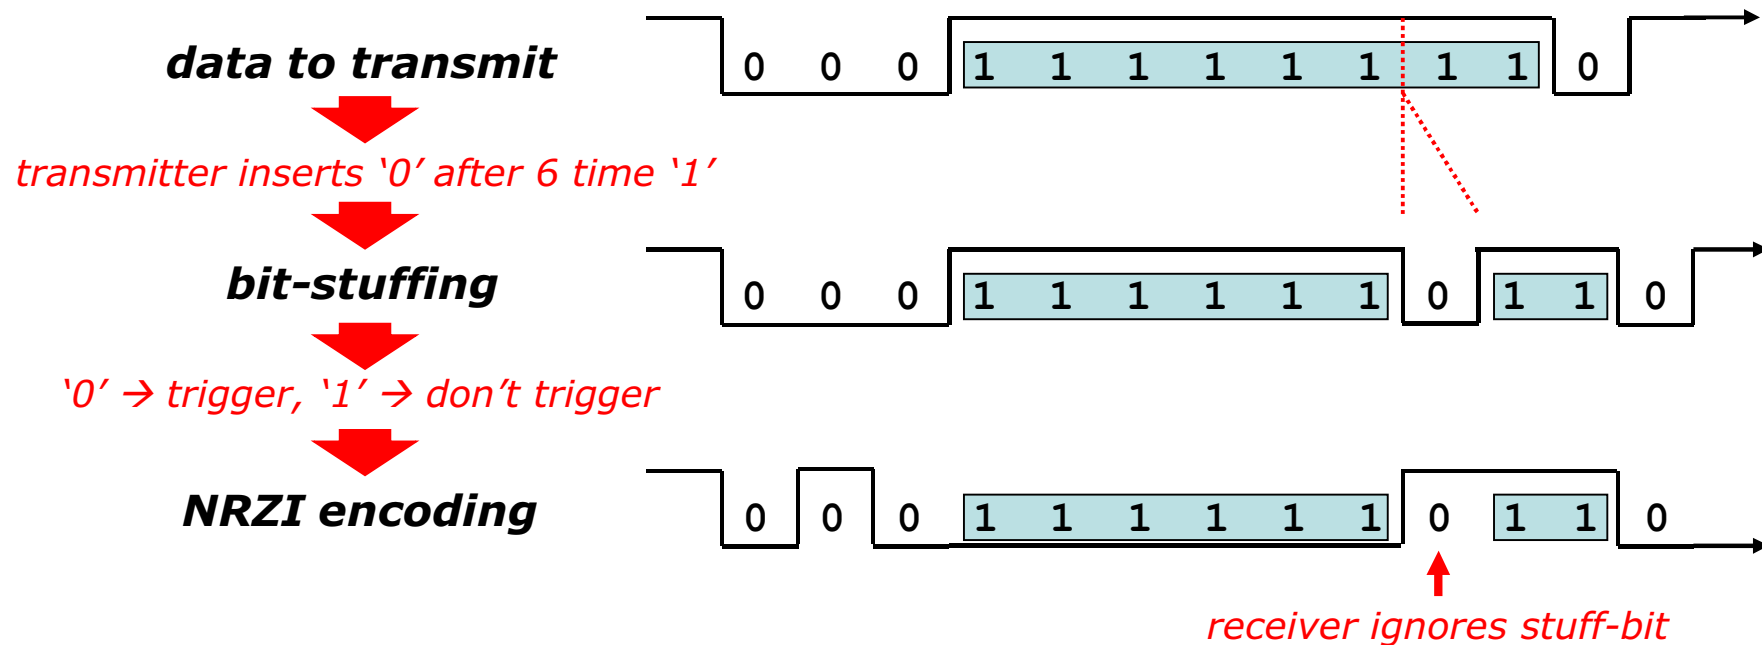 data to transmit
0 0 0 1 1 1 1 1 1 1 1 0
transmitter inserts ‘0’ after 6 time ‘1’
bit-stuffing
0 0 0 1 1 1 1 1 1 0 1 1 0
‘0’ → trigger, ‘1’ → don’t trigger
NRZI encoding
0 0 0 1 1 1 1 1 1 0 1 1 0
receiver ignores stuff-bit